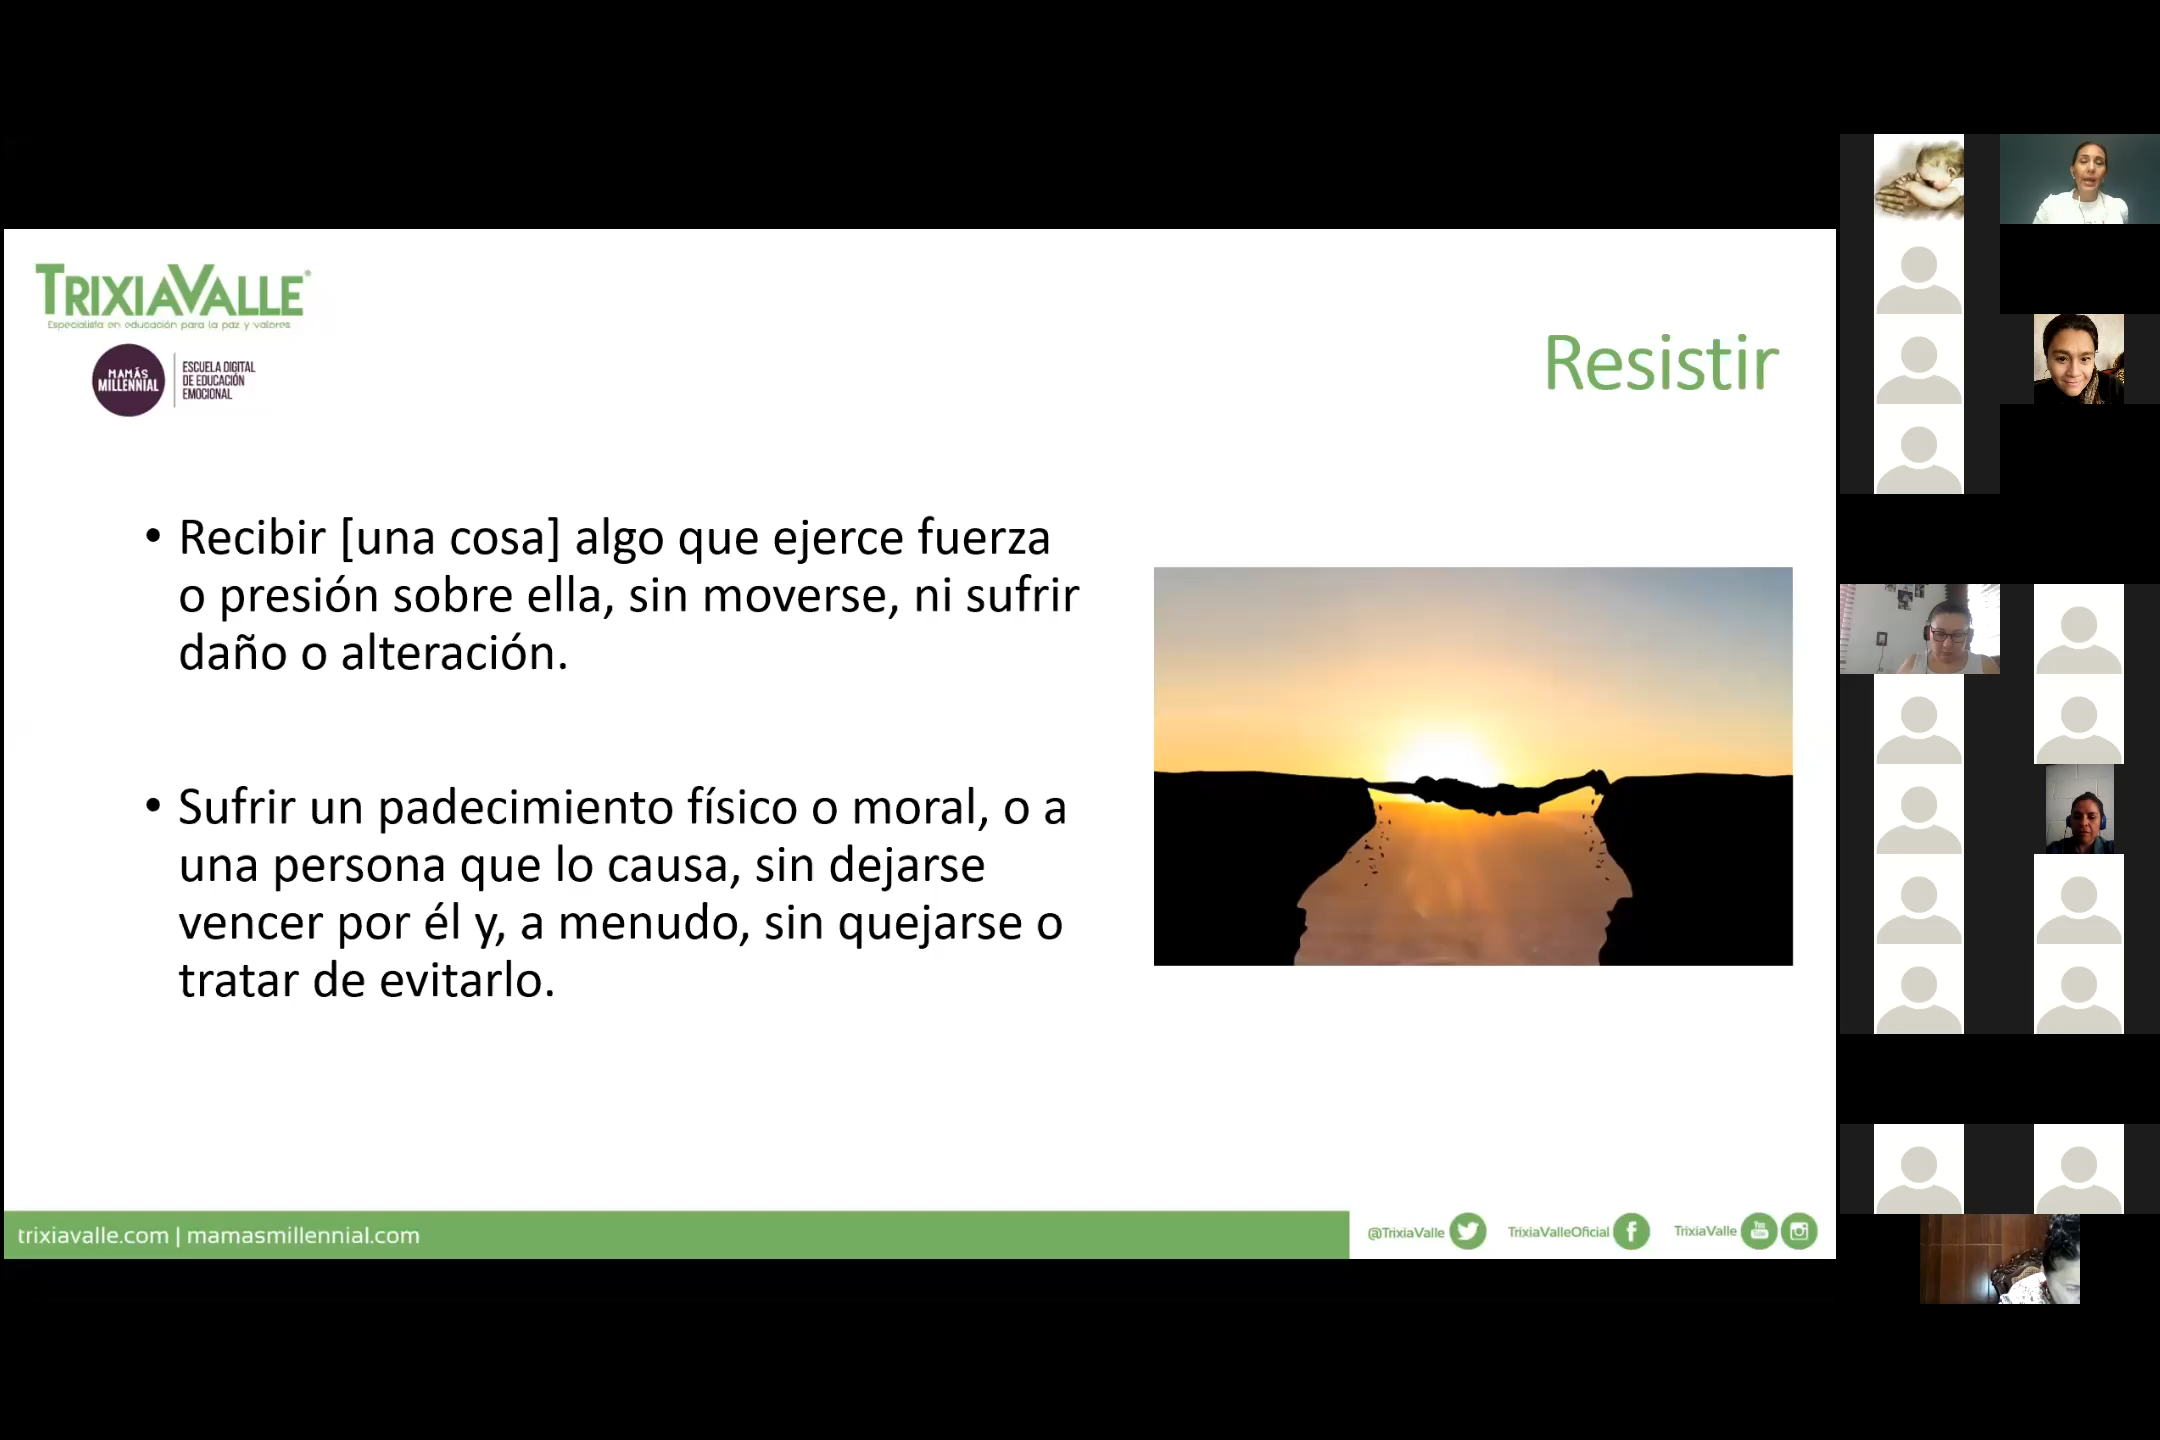 TRIXIAVALLE®
Especialista en educación para la paz y valores
MAMÁS
MILLENNIAL
ESCUELA DIGITAL
DE EDUCACIÓN
EMOCIONAL
Resistir
• Recibir [una cosa] algo que ejerce fuerza
o presión sobre ella, sin moverse, ni sufrir
daño o alteración.
• Sufrir un padecimiento físico o moral, o a
una persona que lo causa, sin dejarse
vencer por él y, a menudo, sin quejarse o
tratar de evitarlo.
trixiavalle.com | mamasmillennial.com
@TrixiaValle
TrixiaValleOficial
TrixiaValle